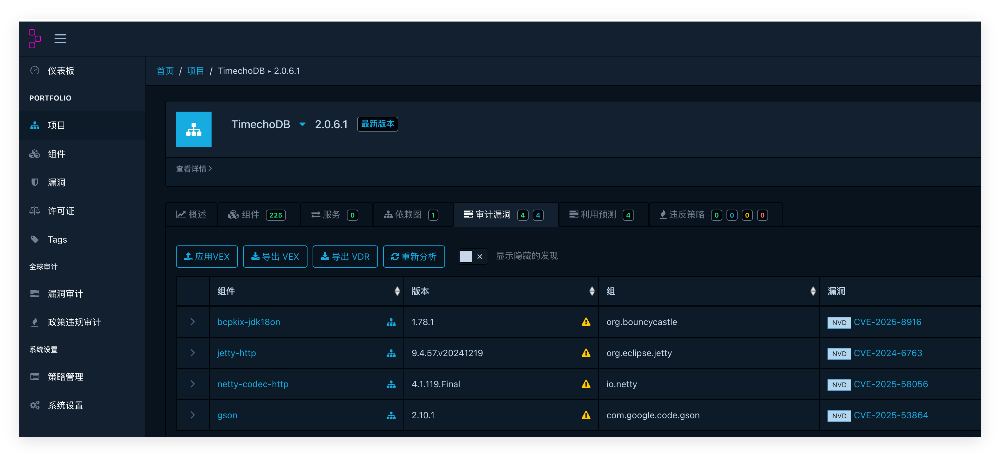 仪表板
PORTFOLIO
项目
组件
漏洞
许可证
Tags
全球审计
漏洞审计
政策违规审计
系统设置
策略管理
系统设置
首页 / 项目 / TimechoDB ▸ 2.0.6.1
TimechoDB 2.0.6.1 最新版本
查看详情
概述 组件 225 服务 0 依赖图 1 审计漏洞 4 4 利用预测 4 违反策略 0 0 0 0
应用VEX 导出 VEX 导出 VDR 重新分析 显示隐藏的发现
组件 版本 组 漏洞
bcpkix-jdk18on 1.78.1 org.bouncycastle NVD CVE-2025-8916
jetty-http 9.4.57.v20241219 org.eclipse.jetty NVD CVE-2024-6763
netty-codec-http 4.1.119.Final io.netty NVD CVE-2025-58056
gson 2.10.1 com.google.code.gson NVD CVE-2025-53864